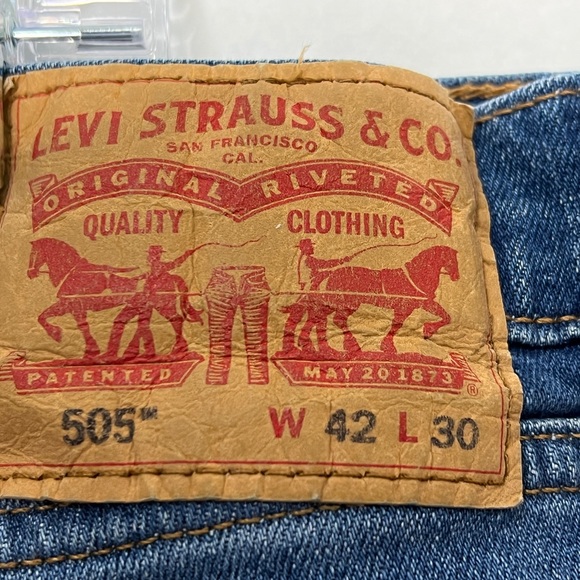 LEVI STRAUSS & CO.
SAN FRANCISCO
CAL.
ORIGINAL RIVETED
QUALITY CLOTHING
PATENTED MAY 20 1873 ®
505™ W 42 L 30